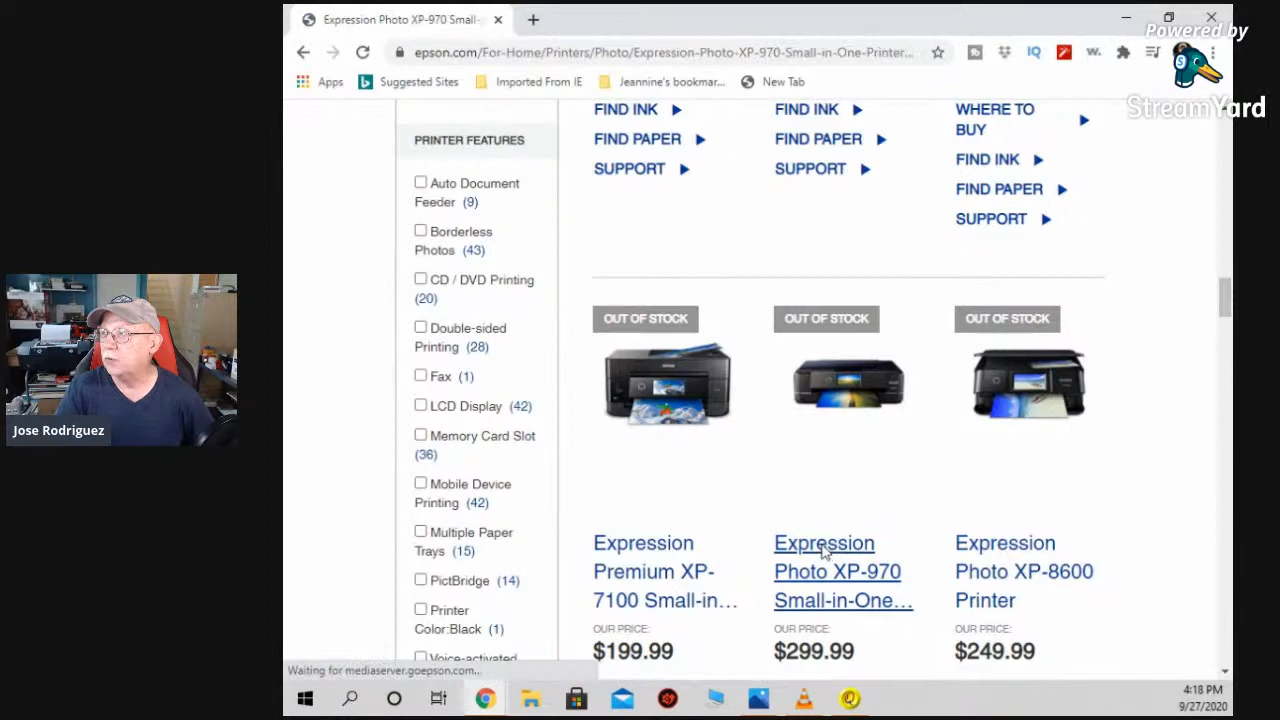 Expression Photo XP-970 Small-
Powered by
epson.com/For-Home/Printers/Photo/Expression-Photo-XP-970-Small-in-One-Printer...
IQ
w.
Apps
Suggested Sites
Imported From IE
Jeannine's bookmar...
New Tab
StreamYard
PRINTER FEATURES
Auto Document
Feeder (9)
Borderless
Photos (43)
CD / DVD Printing
(20)
Double-sided
Printing (28)
Fax (1)
LCD Display (42)
Memory Card Slot
(36)
Mobile Device
Printing (42)
Multiple Paper
Trays (15)
PictBridge (14)
Printer
Color:Black (1)
Voice-activated
FIND INK
FIND PAPER
SUPPORT
FIND INK
FIND PAPER
SUPPORT
WHERE TO
BUY
FIND INK
FIND PAPER
SUPPORT
OUT OF STOCK
Expression
Premium XP-
7100 Small-in...
OUR PRICE:
$199.99
OUT OF STOCK
Expression
Photo XP-970
Small-in-One...
OUR PRICE:
$299.99
OUT OF STOCK
Expression
Photo XP-8600
Printer
OUR PRICE:
$249.99
Jose Rodriguez
Waiting for mediaserver.goepson.com...
4:18 PM
9/27/2020